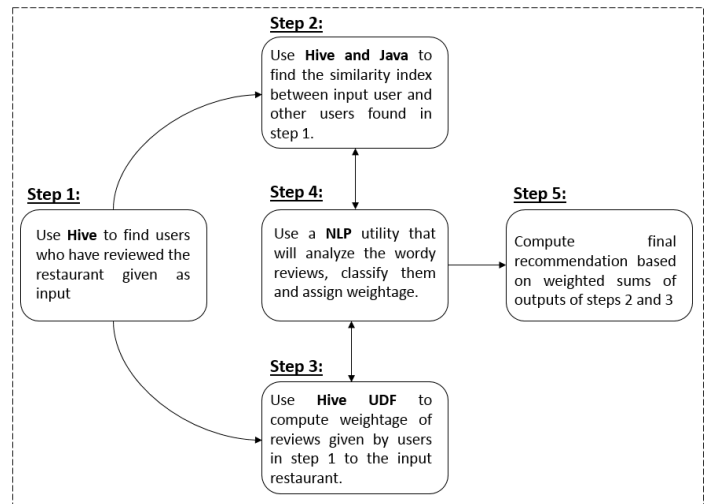 Step 1:
Use Hive to find users
who have reviewed the
restaurant given as
input
Step 2:
Use Hive and Java to
find the similarity index
between input user and
other users found in
step 1.
Step 4:
Use a NLP utility that
will analyze the wordy
reviews, classify them
and assign weightage.
Step 3:
Use Hive UDF to
compute weightage of
reviews given by users
in step 1 to the input
restaurant.
Step 5:
Compute final
recommendation based
on weighted sums of
outputs of steps 2 and 3